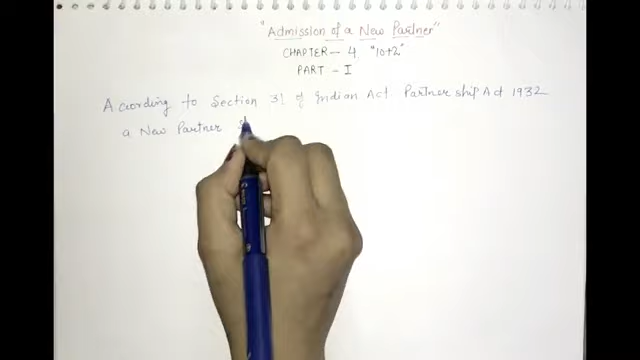 "Admission of a New Partner"
CHAPTER - 4 "10+2"
PART - I
According to Section 31 of Indian Act Partnership Act 1932
a New Partner